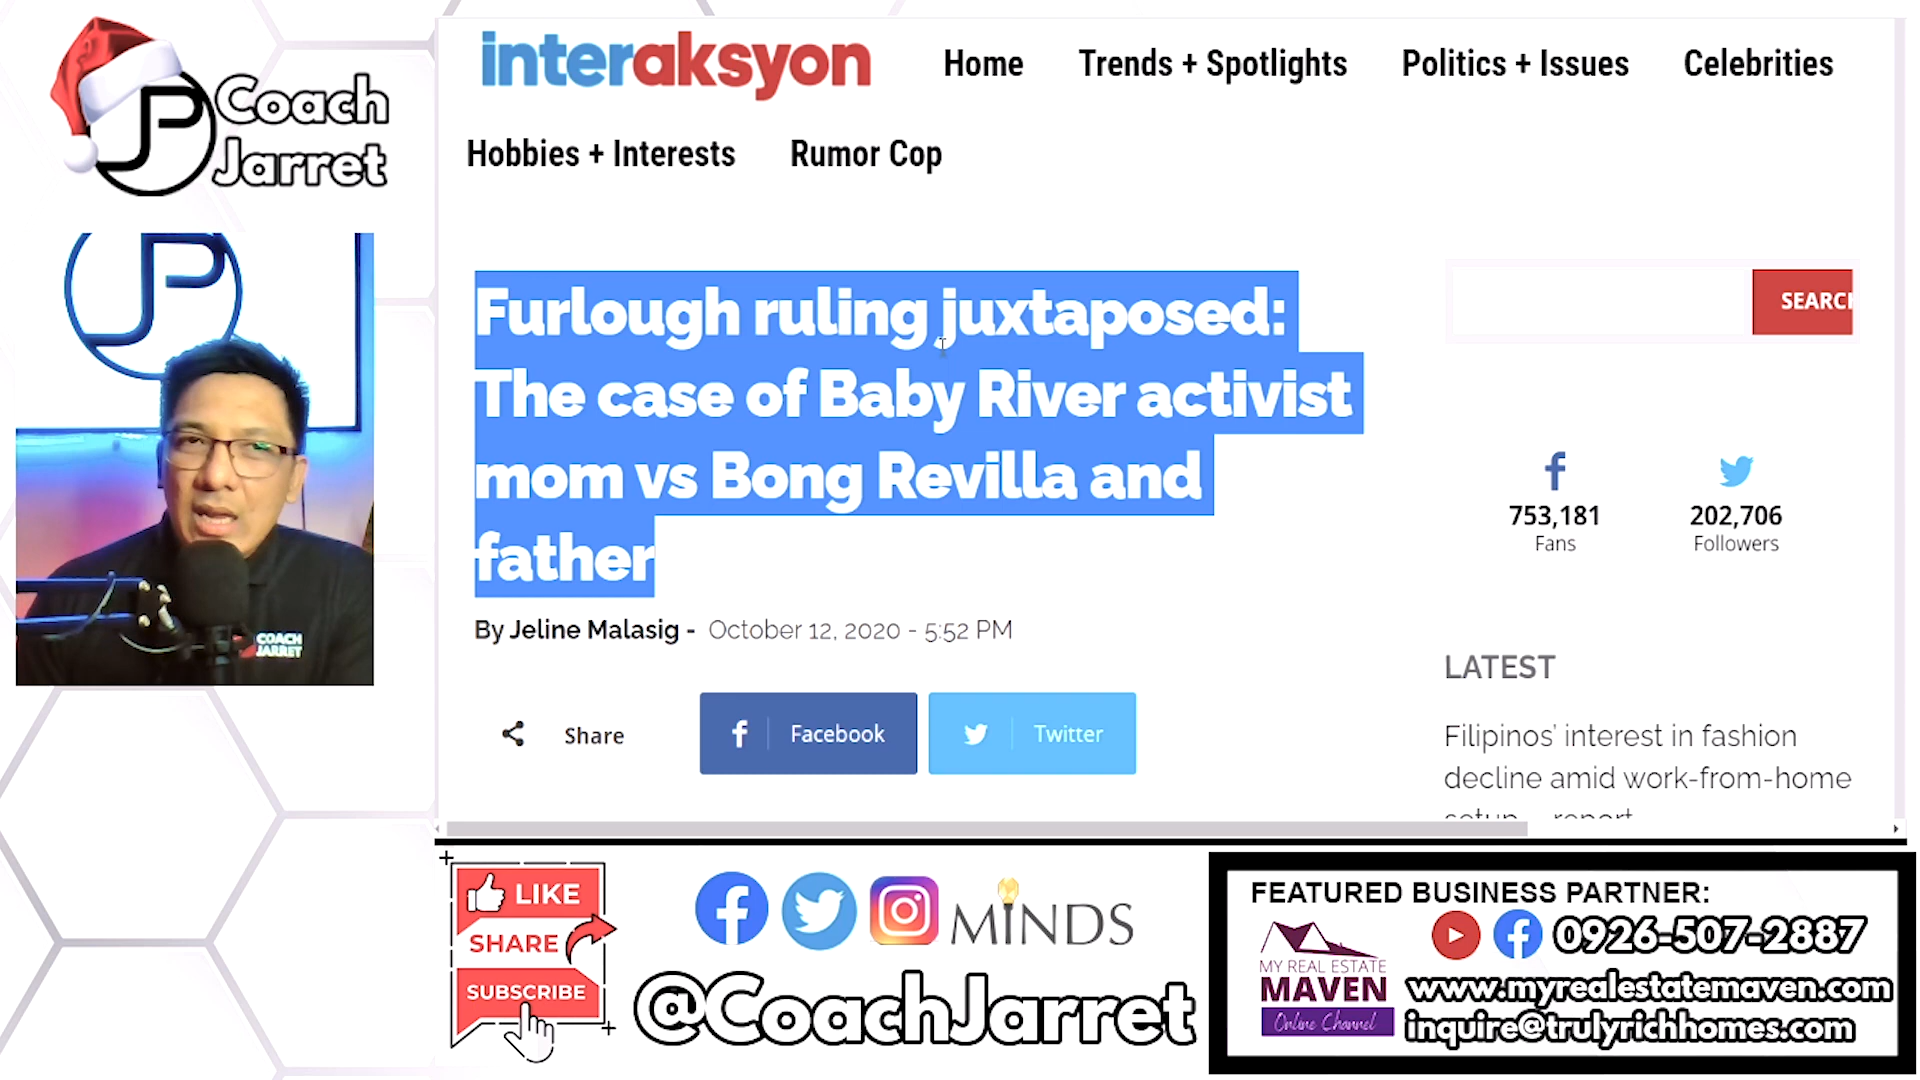 Coach
Jarret
interaksyon
Home
Trends + Spotlights
Politics + Issues
Celebrities
Hobbies + Interests
Rumor Cop
Furlough ruling juxtaposed:
The case of Baby River activist
mom vs Bong Revilla and
father
By Jeline Malasig - October 12, 2020 - 5:52 PM
SEARCH
753,181
Fans
202,706
Followers
Share
Facebook
Twitter
LATEST
Filipinos' interest in fashion
decline amid work-from-home
setup – report
COACH
JARRET
LIKE
SHARE
SUBSCRIBE
MINDS
@CoachJarret
FEATURED BUSINESS PARTNER:
MY REAL ESTATE
MAVEN
Online Channel
0926-507-2887
www.myrealestatemaven.com
inquire@trulyrichhomes.com